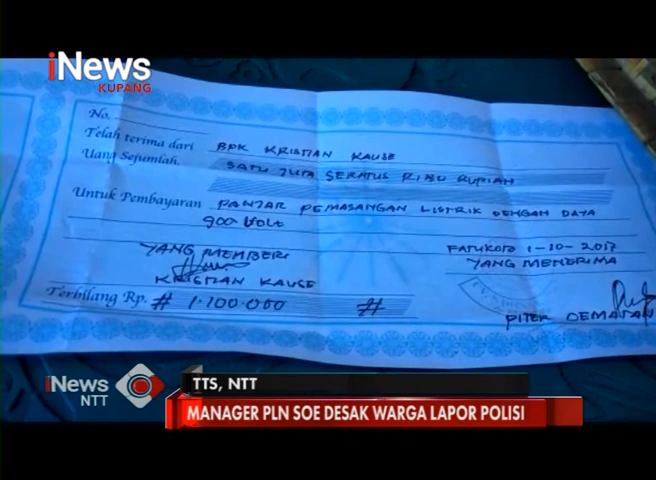 iNews
KUPANG
No.
Telah terima dari BPK KRISTIAN KAUSE
Uang Sejumlah. SATU JUTA SERATUS RIBU RUPIAH
Untuk Pembayaran PANJAR PEMASANGAN LISTRIK DENGAN DAYA
900 VOLT
YANG MEMBERI
FATUKOTO 1-10-2017
YANG MENERIMA
KRISTIAN KAUSE
Terbilang Rp. # 1.100.000 #
PITER OEMATAN
iNews
NTT
TTS, NTT
MANAGER PLN SOE DESAK WARGA LAPOR POLISI